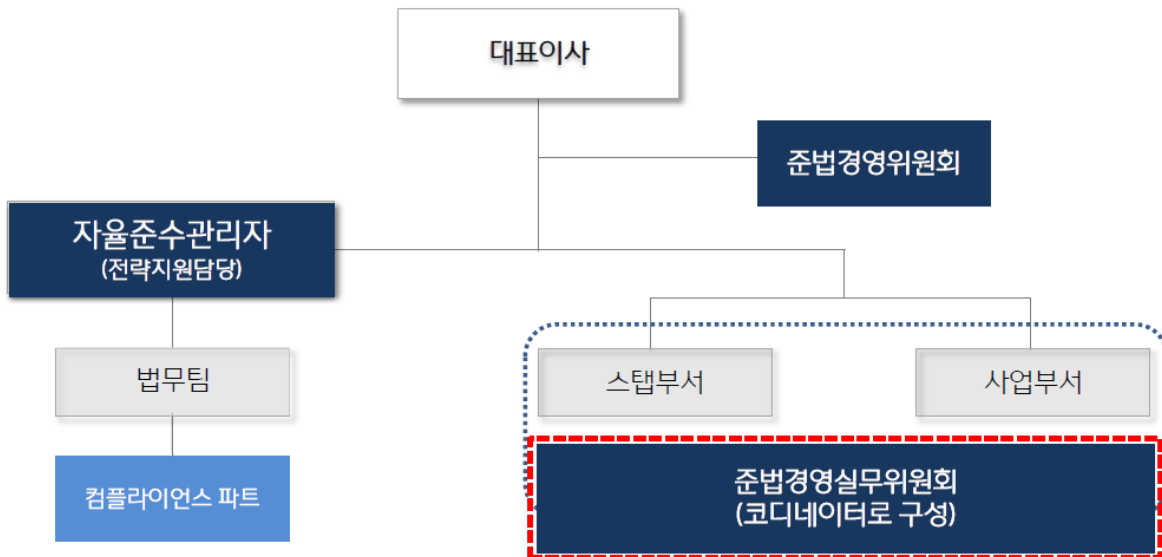 대표이사
준법경영위원회
자율준수관리자
(전략지원담당)
법무팀
스탭부서
사업부서
컴플라이언스 파트
준법경영실무위원회
(코디네이터로 구성)